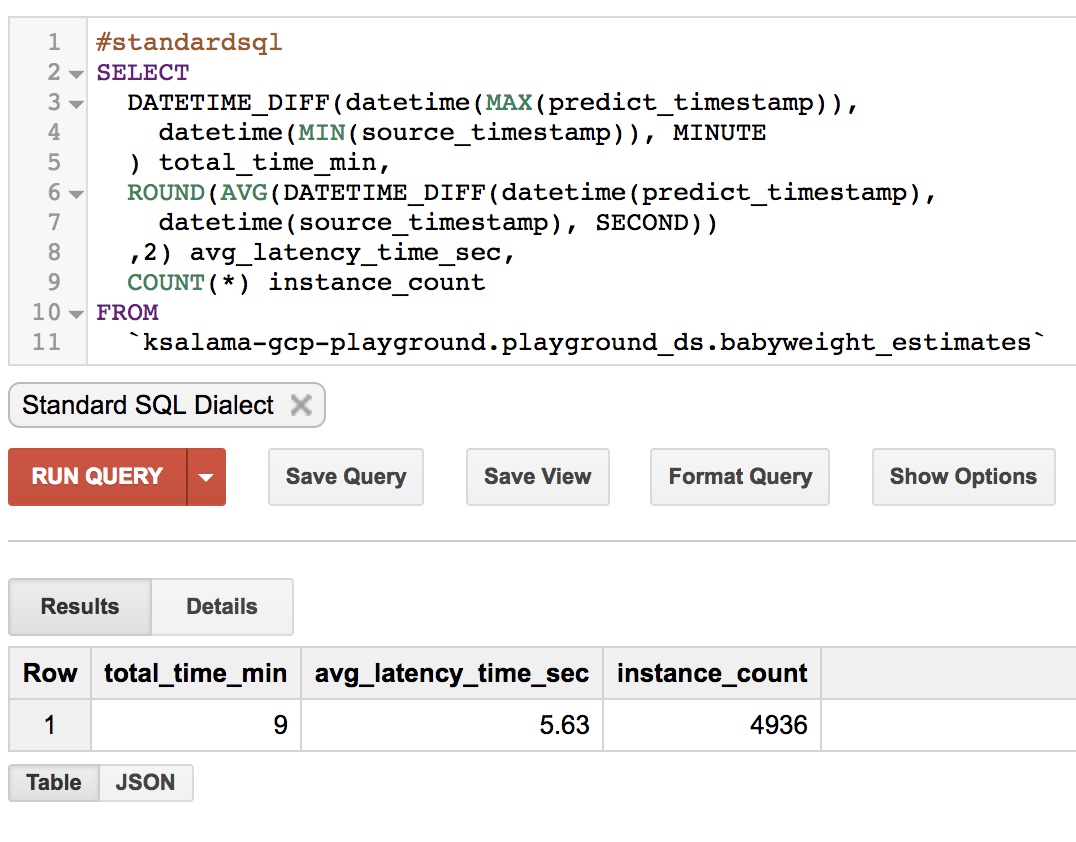 1 #standardsql
2 SELECT
3 DATETIME_DIFF(datetime(MAX(predict_timestamp)),
4 datetime(MIN(source_timestamp)), MINUTE
5 ) total_time_min,
6 ROUND(AVG(DATETIME_DIFF(datetime(predict_timestamp),
7 datetime(source_timestamp), SECOND))
8 ,2) avg_latency_time_sec,
9 COUNT(*) instance_count
10 FROM
11 `ksalama-gcp-playground.playground_ds.babyweight_estimates`
Standard SQL Dialect
RUN QUERY Save Query Save View Format Query Show Options
Results Details
Row total_time_min avg_latency_time_sec instance_count
1 9 5.63 4936
Table JSON